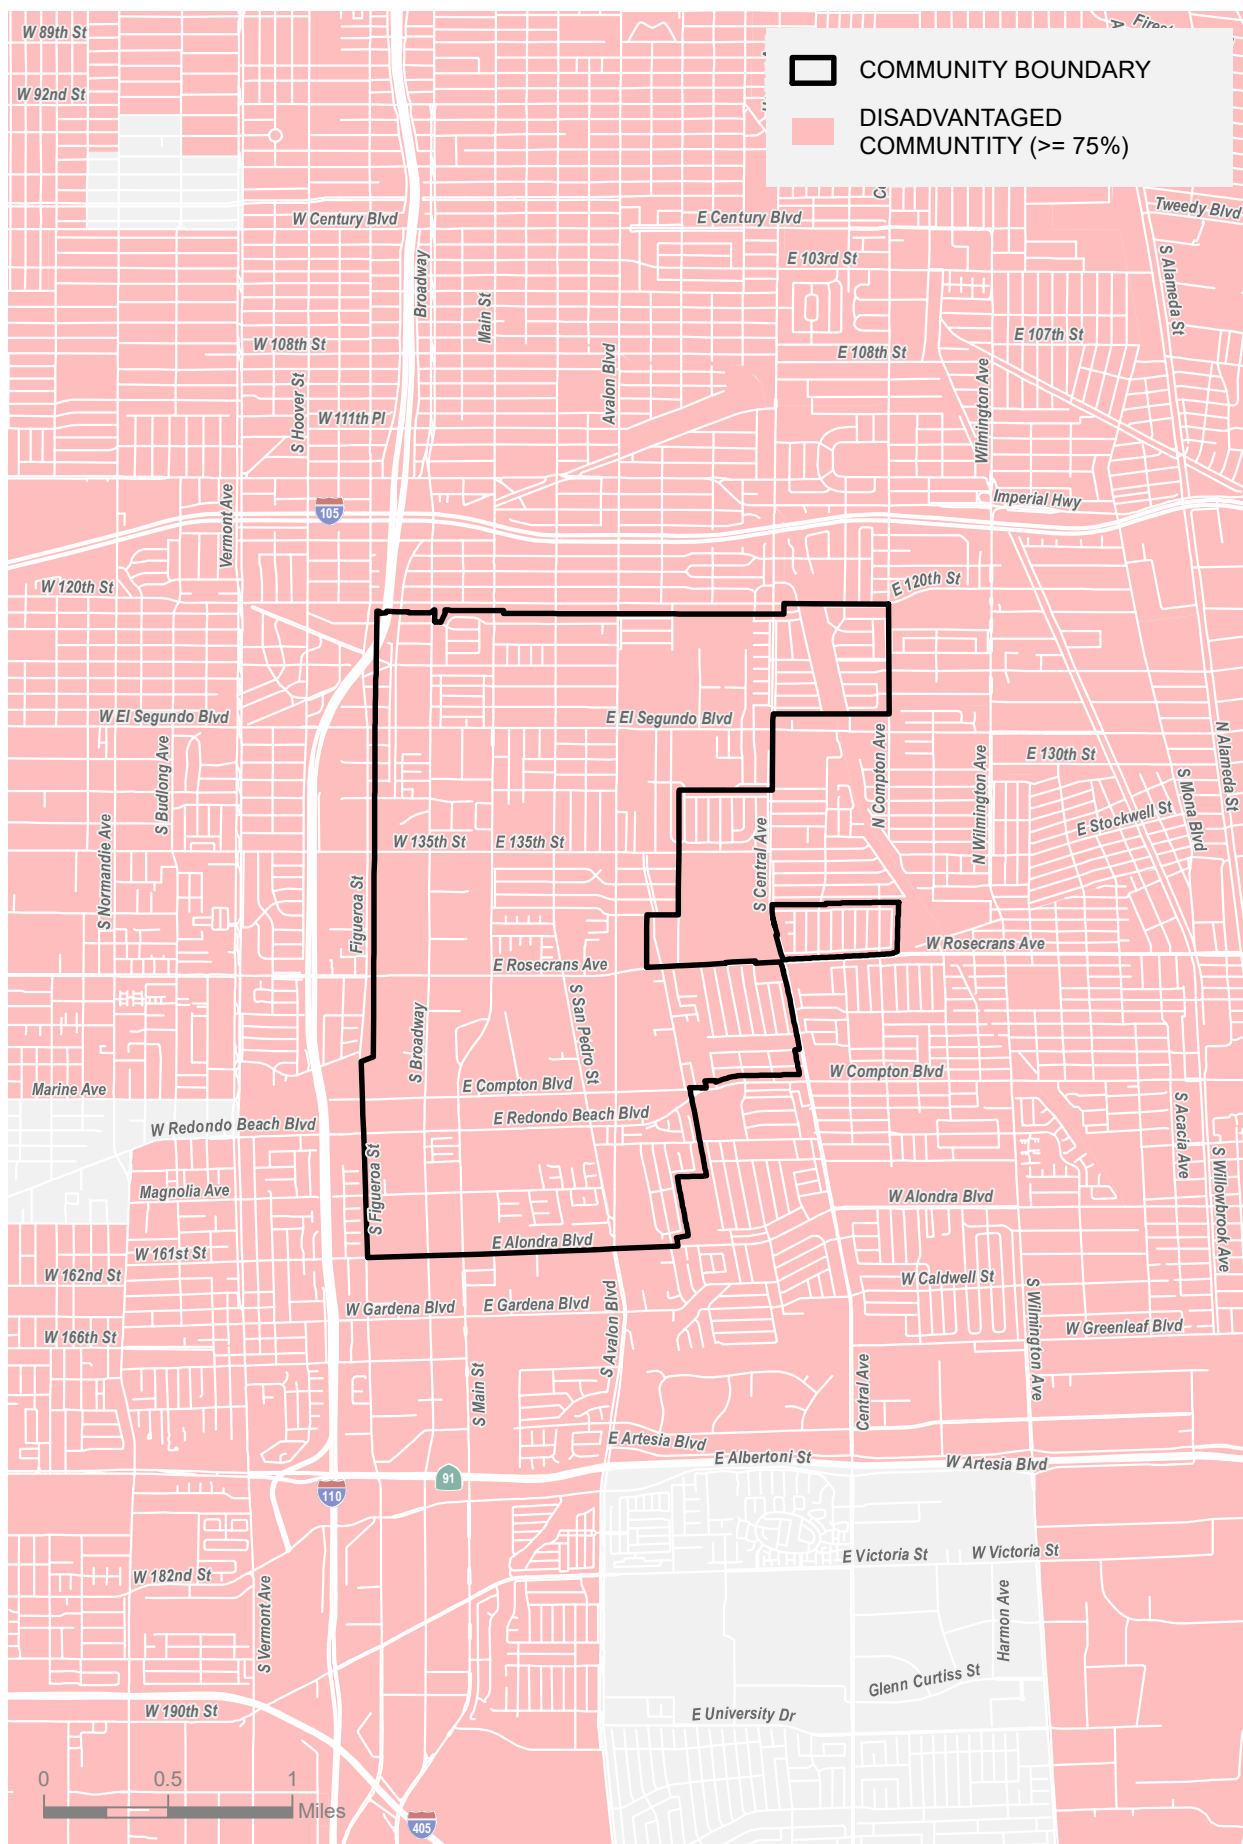 W 89th St
W 92nd St
COMMUNITY BOUNDARY
DISADVANTAGED
COMMUNTITY (>= 75%)
W Century Blvd
E Century Blvd
Tweedy Blvd
Broadway
E 103rd St
S Alameda St
Main St
W 108th St
E 107th St
E 108th St
Avalon Blvd
S Hoover St
W 111th Pl
Wilmington Ave
Vermont Ave
105
Imperial Hwy
W 120th St
E 120th St
W El Segundo Blvd
E El Segundo Blvd
S Budlong Ave
N Compton Ave
N Wilmington Ave
E 130th St
N Alameda St
S Mona Blvd
E Stockwell St
S Normandie Ave
W 135th St
E 135th St
S Central Ave
Figueroa St
E Rosecrans Ave
W Rosecrans Ave
S San Pedro St
S Broadway
Marine Ave
E Compton Blvd
W Compton Blvd
W Redondo Beach Blvd
E Redondo Beach Blvd
S Acacia Ave
S Willowbrook Ave
Magnolia Ave
S Figueroa St
W Alondra Blvd
W 161st St
E Alondra Blvd
W 162nd St
W Caldwell St
W Gardena Blvd
E Gardena Blvd
S Avalon Blvd
S Wilmington Ave
W 166th St
W Greenleaf Blvd
S Main St
Central Ave
E Artesia Blvd
E Albertoni St
W Artesia Blvd
91
110
E Victoria St
W Victoria St
W 182nd St
S Vermont Ave
Harmon Ave
Glenn Curtiss St
W 190th St
E University Dr
0 0.5 1
Miles
405